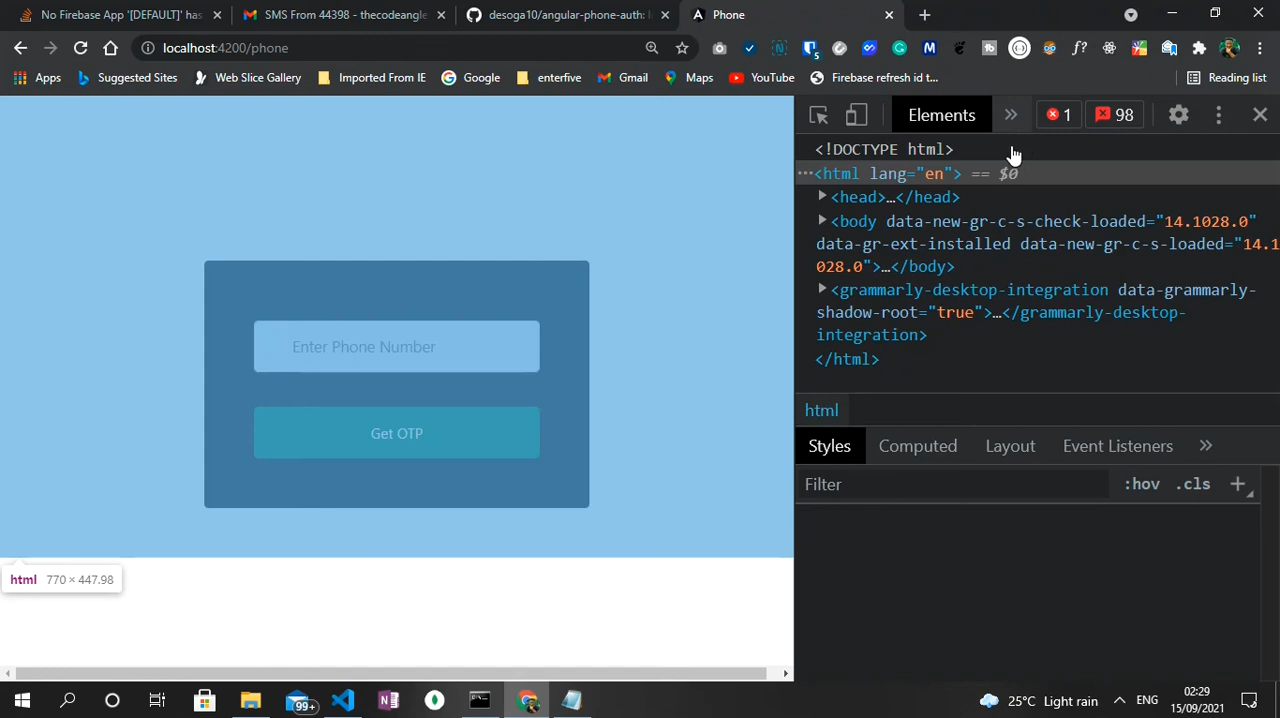 No Firebase App '[DEFAULT]' has
SMS From 44398 - thecodeangle
desoga10/angular-phone-auth: l
Phone
localhost:4200/phone
Apps
Suggested Sites
Web Slice Gallery
Imported From IE
Google
enterfive
Gmail
Maps
YouTube
Firebase refresh id t...
Reading list
Enter Phone Number
Get OTP
html 770 × 447.98
Elements
1
98
<!DOCTYPE html>
<html lang="en"> == $0
<head>…</head>
<body data-new-gr-c-s-check-loaded="14.1028.0"
data-gr-ext-installed data-new-gr-c-s-loaded="14.1
028.0">…</body>
<grammarly-desktop-integration data-grammarly-
shadow-root="true">…</grammarly-desktop-
integration>
</html>
html
Styles
Computed
Layout
Event Listeners
Filter
:hov
.cls
99+
25°C Light rain
ENG
02:29
15/09/2021